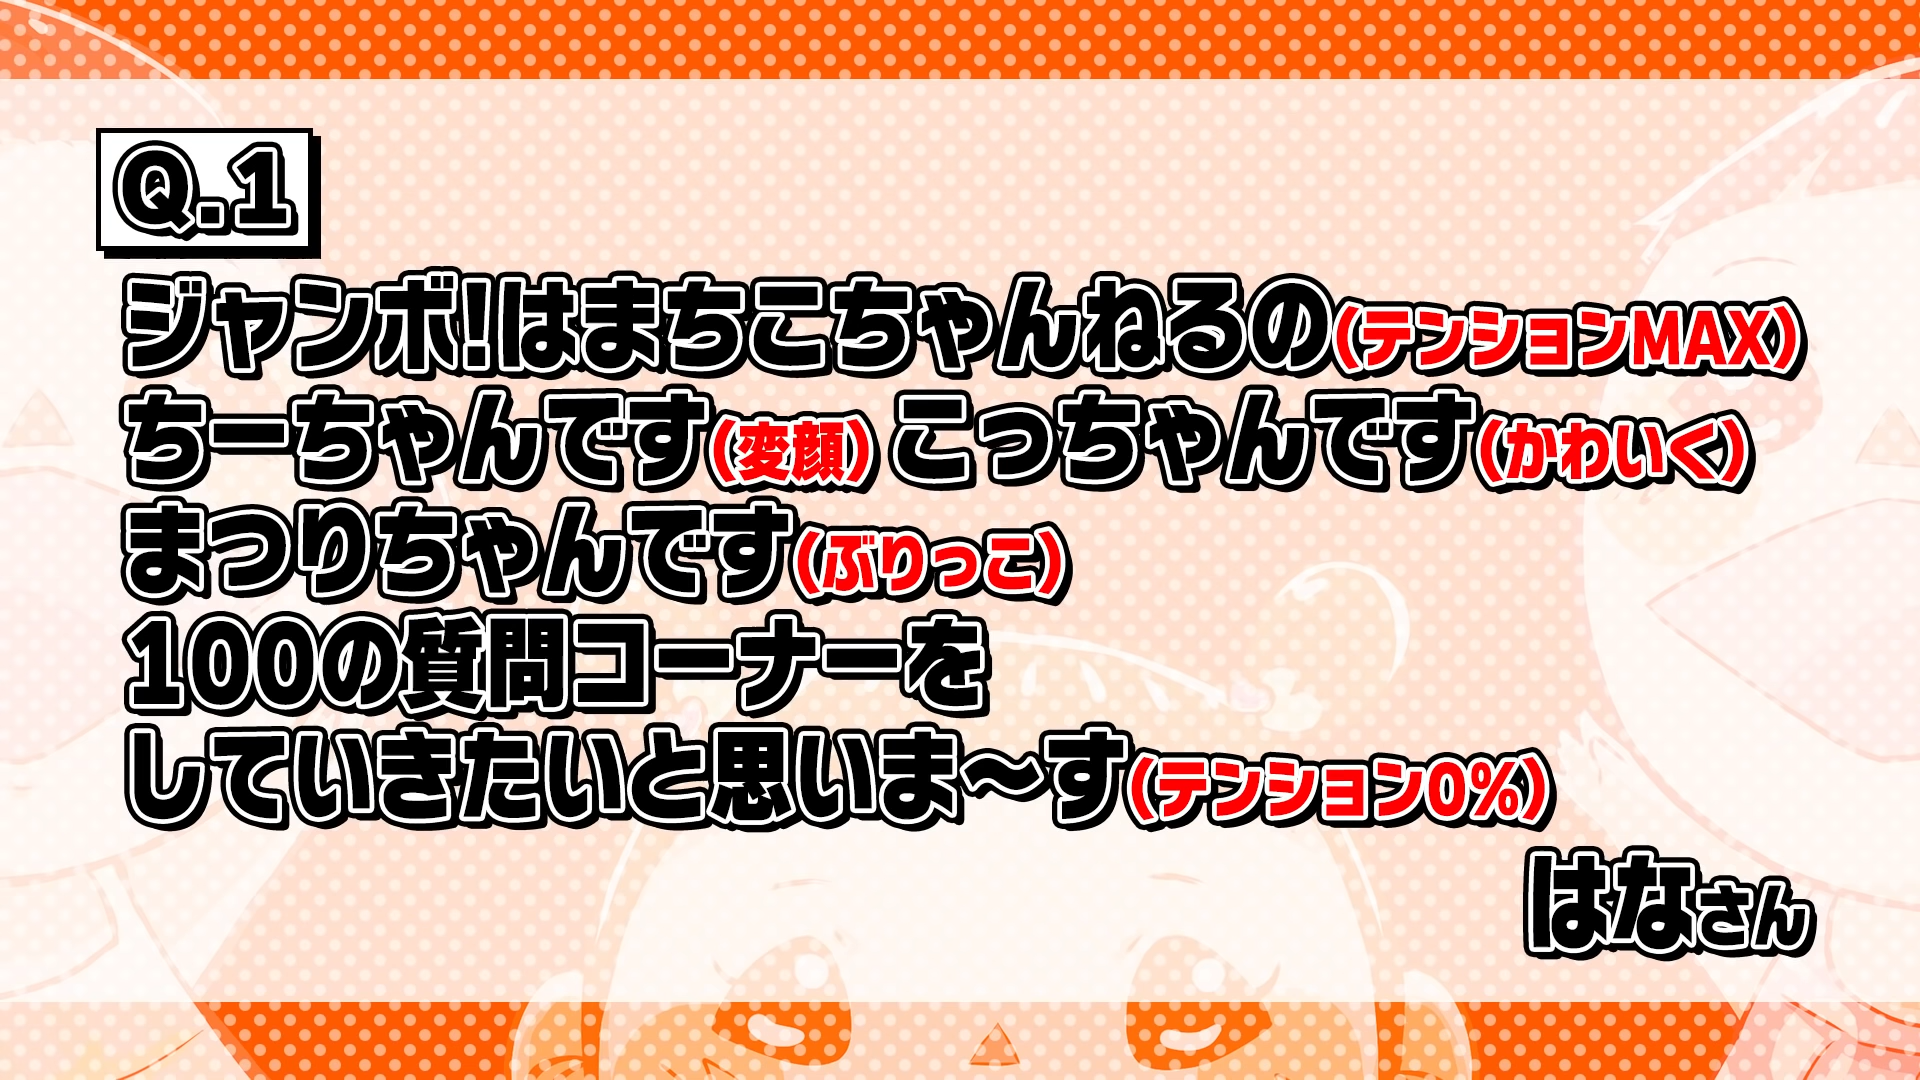 Q.1
ジャンボ!はまちこちゃんねるの(テンションMAX)
ちーちゃんです(変顔) こっちゃんです(かわいく)
まつりちゃんです(ぶりっこ)
100の質問コーナーを
していきたいと思いま〜す(テンション0%)
はなさん